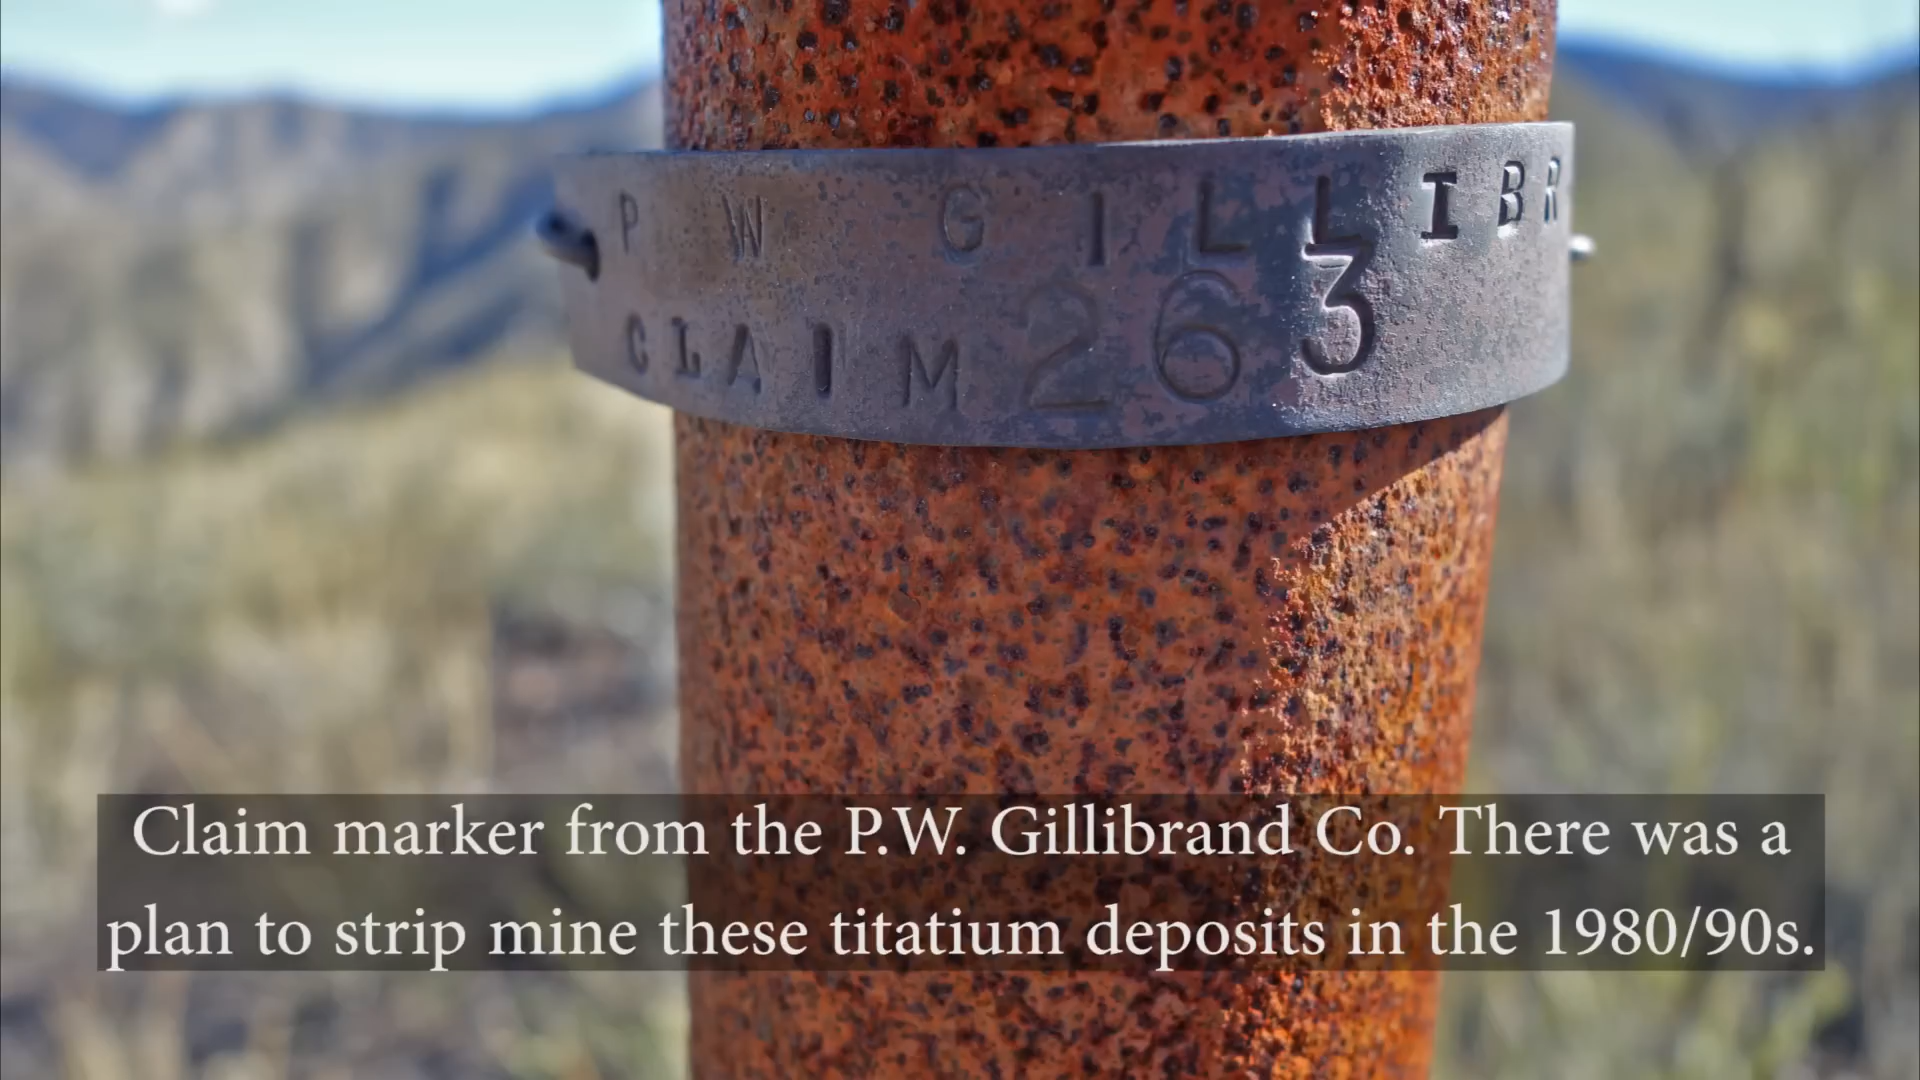 P W GILLIBR
CLAIM 263
Claim marker from the P.W. Gillibrand Co. There was a
plan to strip mine these titatium deposits in the 1980/90s.